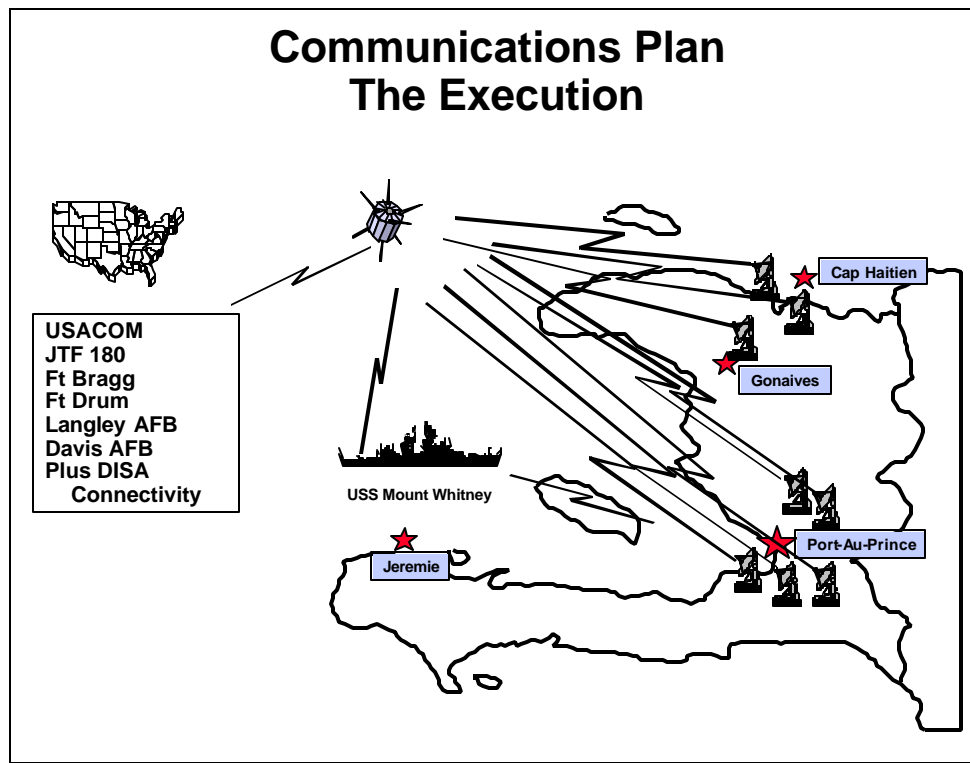 Communications Plan
The Execution
Cap Haitien
USACOM
JTF 180
Ft Bragg
Ft Drum
Langley AFB
Davis AFB
Plus DISA
Connectivity
Gonaives
USS Mount Whitney
Port-Au-Prince
Jeremie